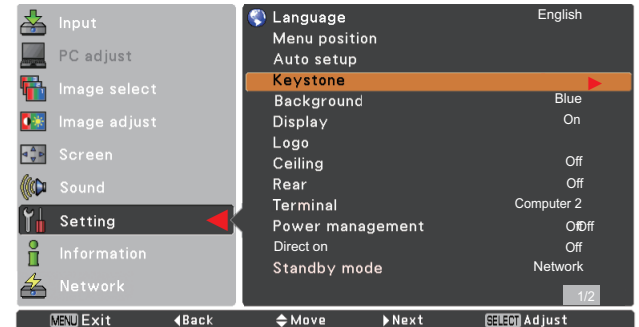 Input
PC adjust
Image select
Image adjust
Screen
Sound
Setting
Information
Network
Language English
Menu position
Auto setup
Keystone
Background Blue
Display On
Logo
Ceiling Off
Rear Off
Terminal Computer 2
Power management Off
Direct on Off
Standby mode Network
1/2
MENU Exit Back Move Next SELECT Adjust